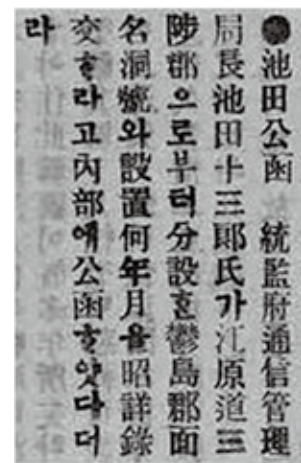 ●池田公函 統監府通信管理
局長池田十三郞氏가江原道三
陟郡으로부터分設ᄒᆞᆫ鬱島郡面
名洞號와設置何年月을昭詳錄
交ᄒᆞ라고內部에公函ᄒᆞ얏다더
라